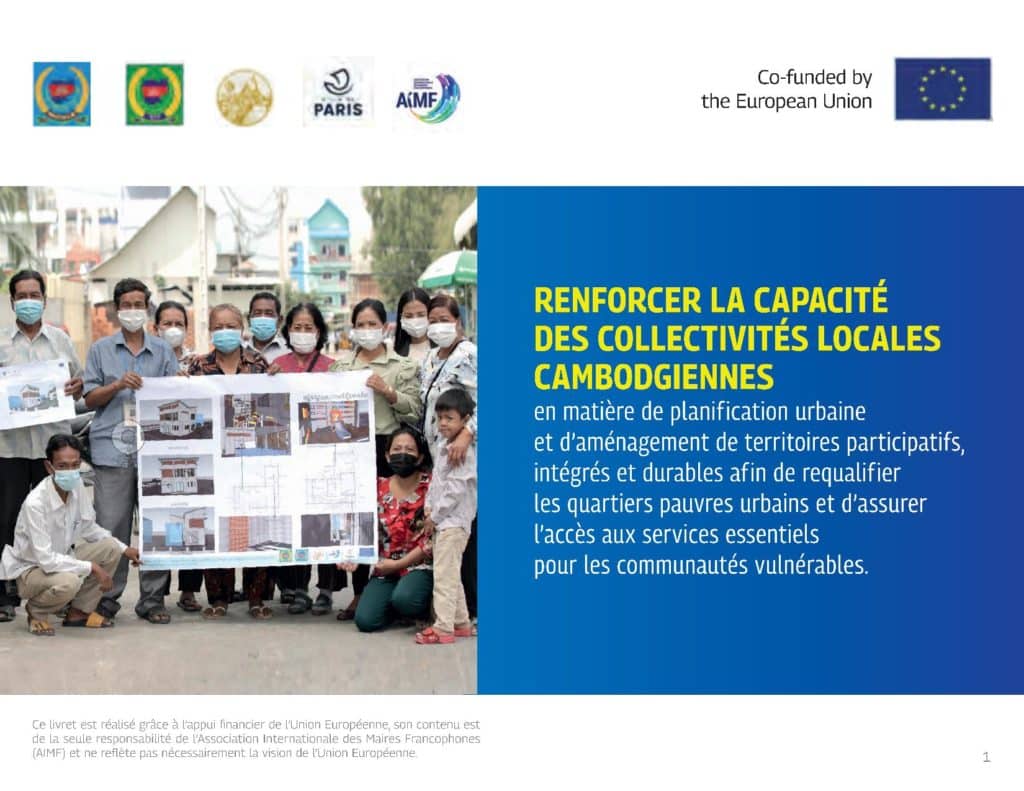 PARIS
AIMF
Co-funded by
the European Union
RENFORCER LA CAPACITÉ
DES COLLECTIVITÉS LOCALES
CAMBODGIENNES
en matière de planification urbaine
et d’aménagement de territoires participatifs,
intégrés et durables afin de requalifier
les quartiers pauvres urbains et d’assurer
l’accès aux services essentiels
pour les communautés vulnérables.
Ce livret est réalisé grâce à l’appui financier de l’Union Européenne, son contenu est
de la seule responsabilité de l’Association Internationale des Maires Francophones
(AIMF) et ne reflète pas nécessairement la vision de l’Union Européenne.
1